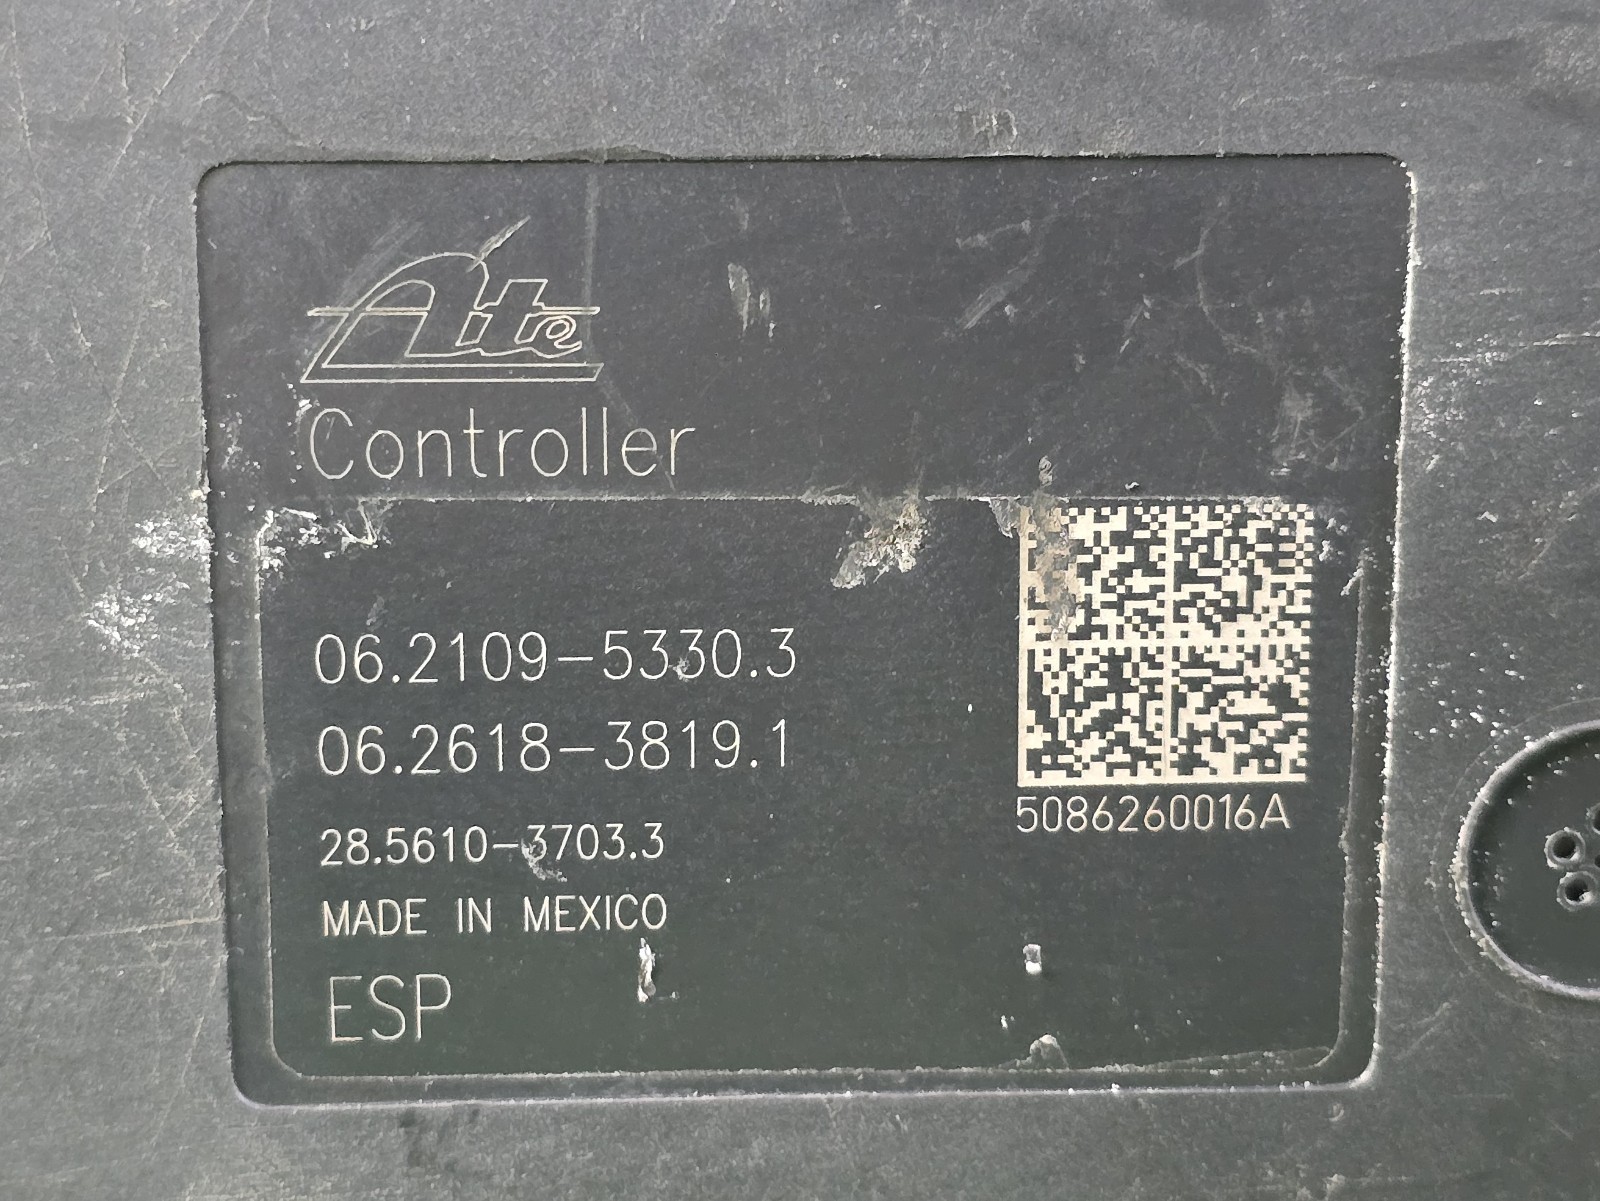 Ate
Controller
06.2109-5330.3
06.2618-3819.1
28.5610-3703.3
MADE IN MEXICO
ESP
5086260016A